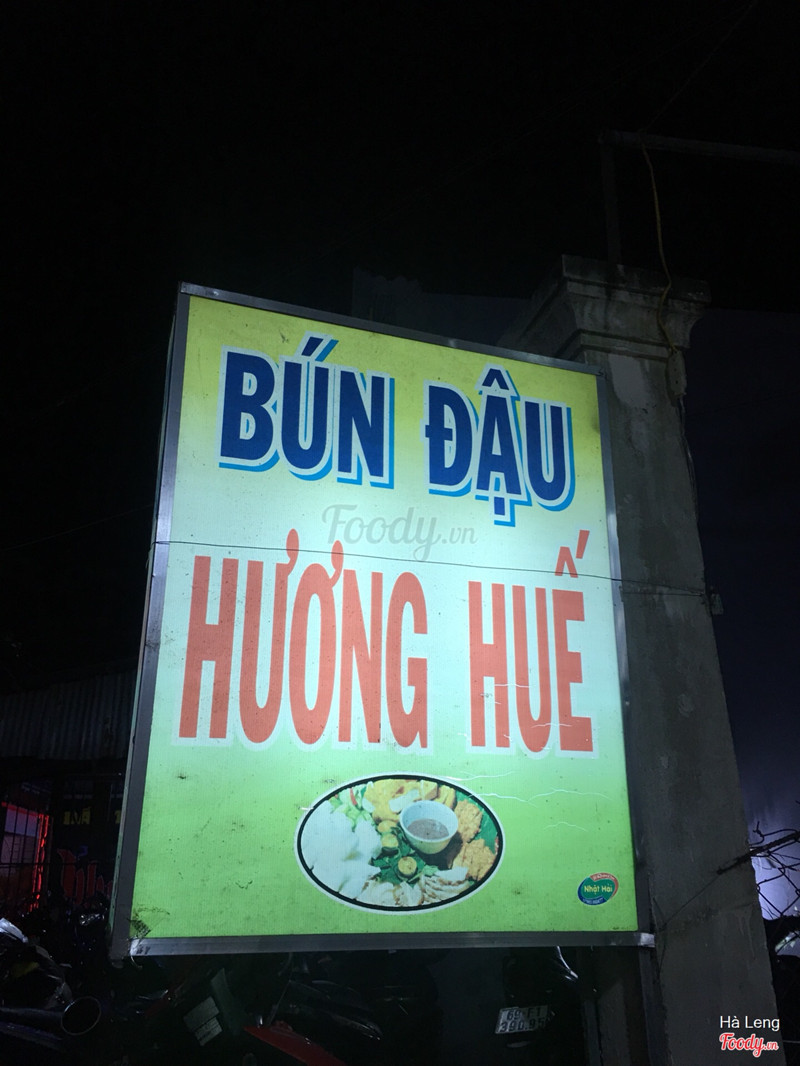 BÚN ĐẬU
Foody.vn
HƯƠNG HUẾ
Nhật Hải
Hà Leng
Foody.vn